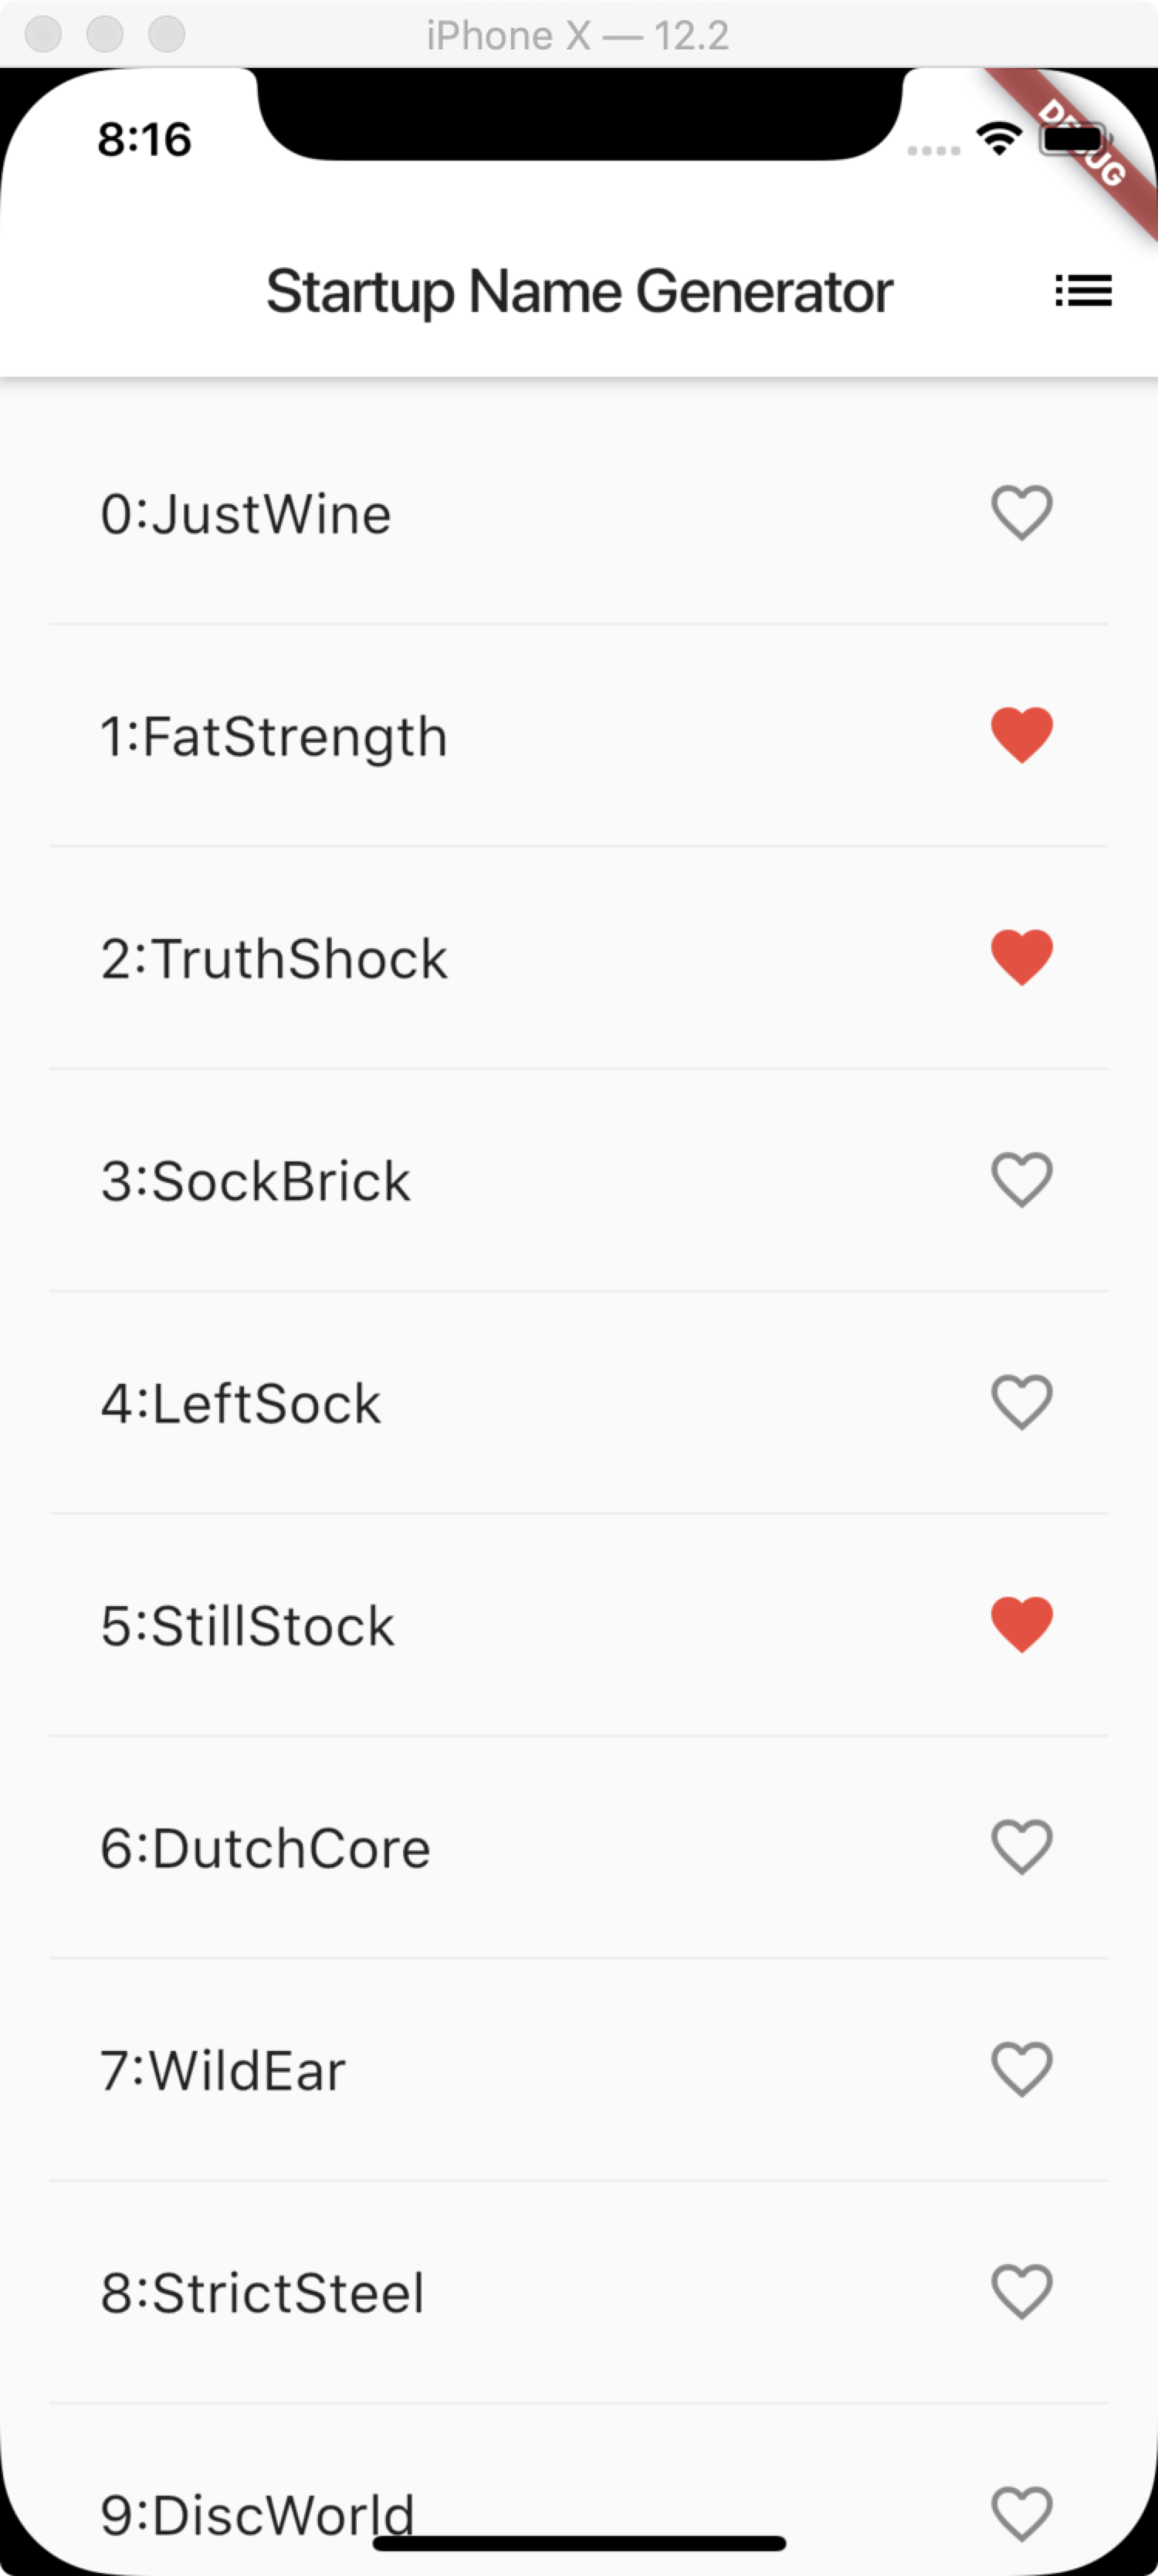 iPhone X — 12.2
8:16
DEBUG
Startup Name Generator
0:JustWine
1:FatStrength
2:TruthShock
3:SockBrick
4:LeftSock
5:StillStock
6:DutchCore
7:WildEar
8:StrictSteel
9:DiscWorld